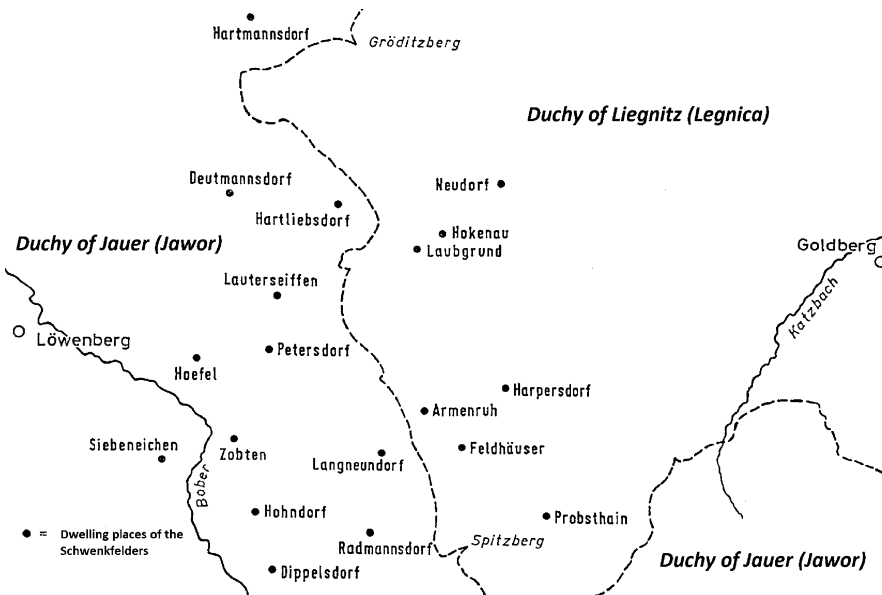 Hartmannsdorf
Gröditzberg
Duchy of Liegnitz (Legnica)
Deutmannsdorf
Neudorf
Hartliebsdorf
Hokenau
Duchy of Jauer (Jawor)
Laubgrund
Goldberg
Lauterseiffen
Katzbach
Löwenberg
Petersdorf
Haefel
Harpersdorf
Armenruh
Siebeneichen
Zobten
Langneundorf
Feldhäuser
Bober
Hohndorf
Probsthain
= Dwelling places of the
Schwenkfelders
Radmannsdorf
Spitzberg
Duchy of Jauer (Jawor)
Dippelsdorf